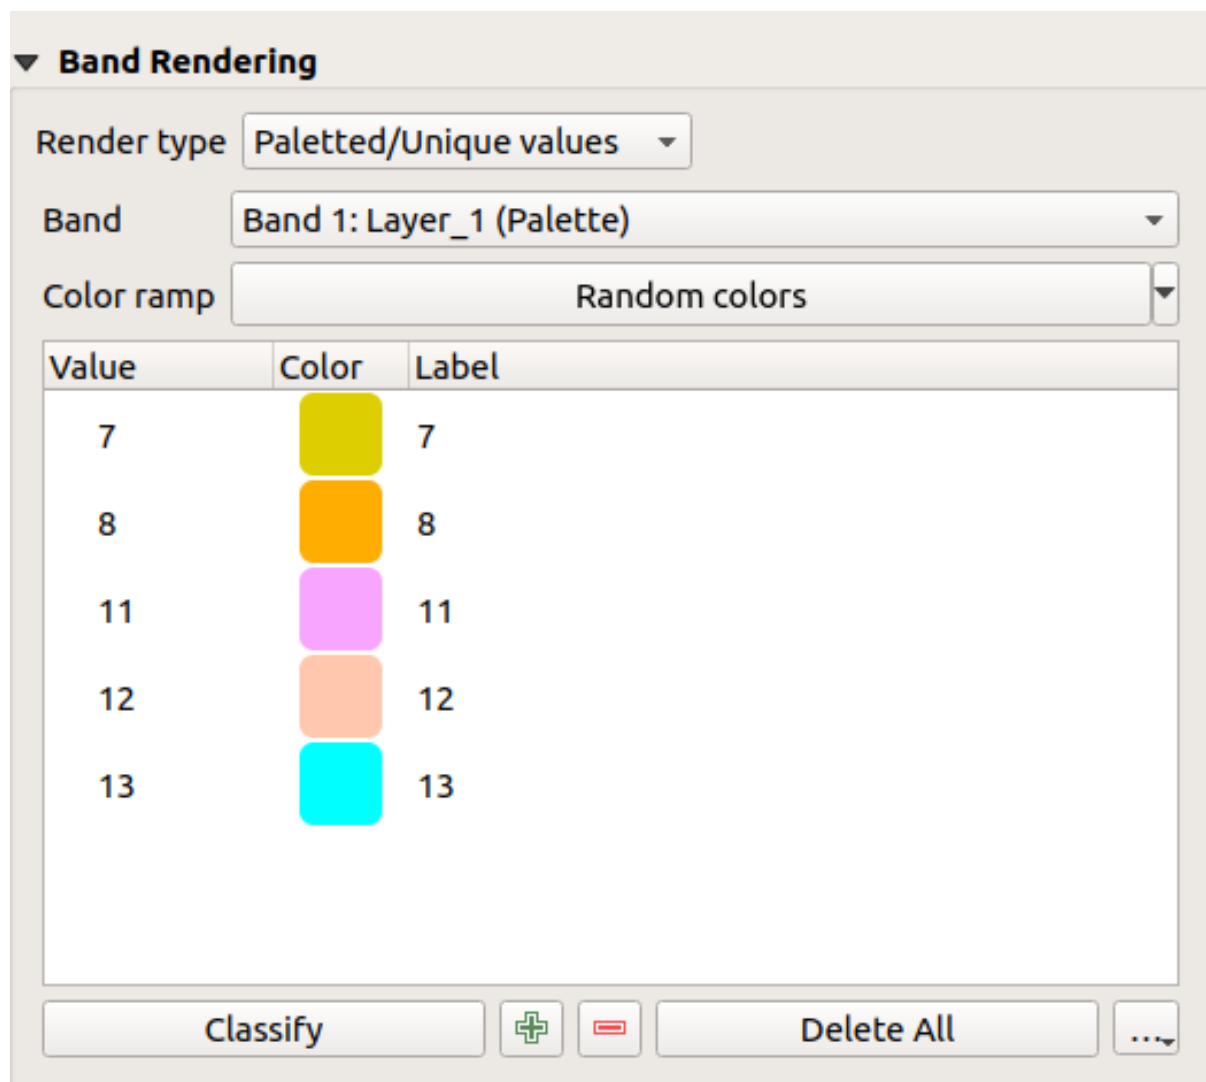 Band Rendering
Render type Paletted/Unique values
Band Band 1: Layer_1 (Palette)
Color ramp Random colors
Value Color Label
7 7
8 8
11 11
12 12
13 13
Classify Delete All ...